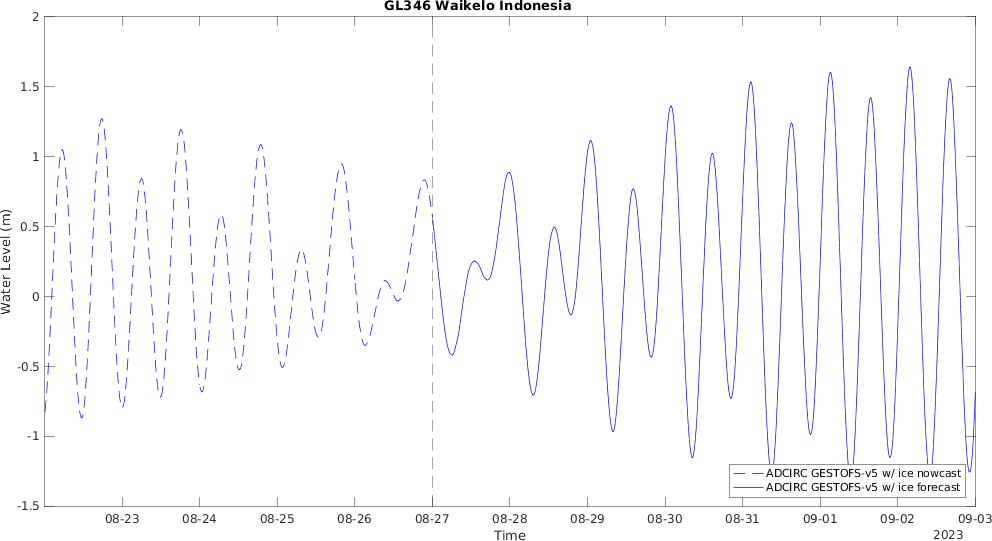 GL346 Waikelo Indonesia
2
1.5
1
0.5
0
-0.5
-1
-1.5
Water Level (m)
ADCIRC GESTOFS-v5 w/ ice nowcast
ADCIRC GESTOFS-v5 w/ ice forecast
08-23 08-24 08-25 08-26 08-27 08-28 08-29 08-30 08-31 09-01 09-02 09-03
Time
2023